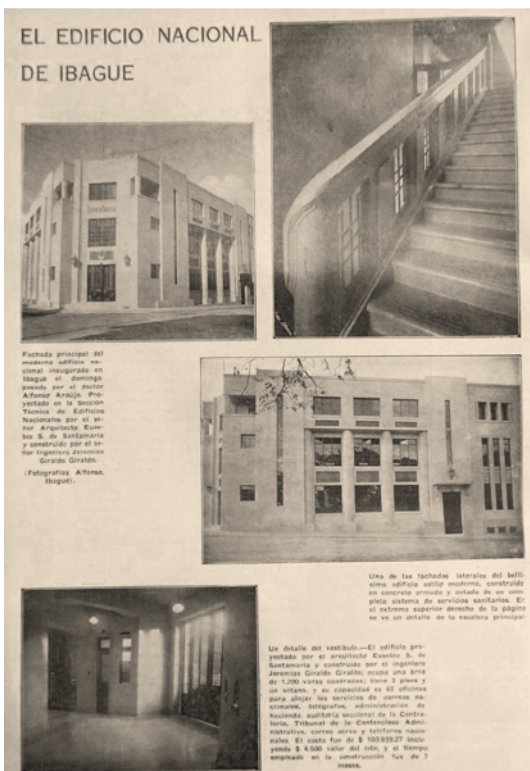 EL EDIFICIO NACIONAL
DE IBAGUE
Fachada principal del
moderno edificio na-
cional inaugurado en
Ibagué el domingo
pasado por el doctor
Alfonso Araújo. Pro-
yectado en la Sección
Técnica de Edificios
Nacionales por el se-
ñor Arquitecto Euse-
bio S. de Santamaría
y construído por el se-
ñor Ingeniero Jeremías
Giraldo Giraldo.
(Fotografías Alfonso,
Ibagué).
Una de las fachadas laterales del bellí-
simo edificio estilo moderno, construído
en concreto armado y dotado de un com-
pleto sistema de servicios sanitarios. En
el extremo superior derecho de la página
se ve un detalle de la escalera principal
Un detalle del vestíbulo.—El edificio pro-
yectado por el arquitecto Eusebio S. de
Santamaría y construído por el ingeniero
Jeremías Giraldo Giraldo, ocupa una área
de 1.200 varas cuadradas; tiene 3 pisos y
un sótano, y su capacidad es 65 oficinas
para alojar los servicios de correos na-
cionales, telégrafos, administración de
hacienda, auditoría seccional de la Contra-
loría, Tribunal de lo Contencioso Admi-
nistrativo, correo aéreo y teléfonos nacio-
nales. El costo fue de $ 103.939.27 inclu-
yendo $ 4.500 valor del lote, y el tiempo
empleado en la construcción fue de 7
meses.